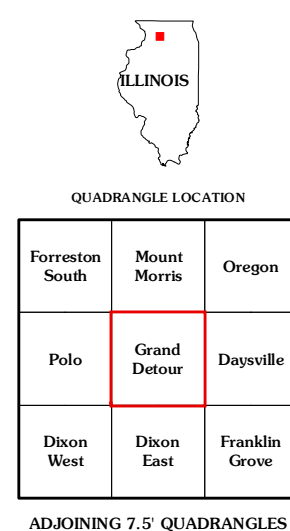 ILLINOIS
QUADRANGLE LOCATION
Forreston South
Mount Morris
Oregon
Polo
Grand Detour
Daysville
Dixon West
Dixon East
Franklin Grove
ADJOINING 7.5' QUADRANGLES